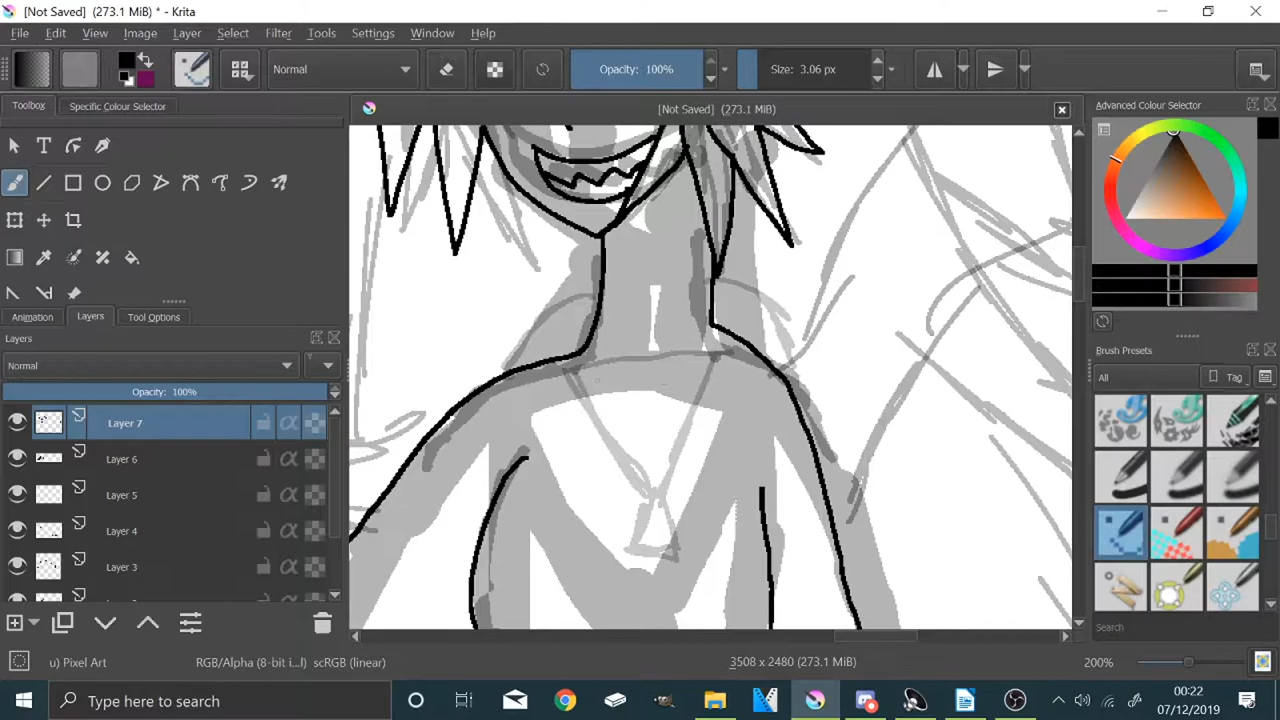 [Not Saved] (273.1 MiB) * - Krita
File Edit View Image Layer Select Filter Tools Settings Window Help
Normal
Opacity: 100%
Size: 3.06 px
Toolbox
Specific Colour Selector
[Not Saved] (273.1 MiB)
Advanced Colour Selector
Animation
Layers
Tool Options
Layers
Normal
Opacity: 100%
Layer 7
Layer 6
Layer 5
Layer 4
Layer 3
Brush Presets
All
Tag
Search
u) Pixel Art
RGB/Alpha (8-bit i...l) scRGB (linear)
3508 x 2480 (273.1 MiB)
200%
Type here to search
00:22
07/12/2019